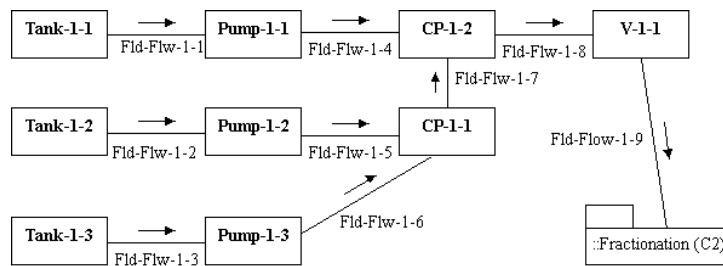 Tank-1-1
Pump-1-1
CP-1-2
V-1-1
Fld-Flw-1-1
Fld-Flw-1-4
Fld-Flw-1-8
Fld-Flw-1-7
Tank-1-2
Pump-1-2
CP-1-1
Fld-Flow-1-9
Fld-Flw-1-2
Fld-Flw-1-5
Fld-Flw-1-6
Tank-1-3
Pump-1-3
Fld-Flw-1-3
::Fractionation (C2)